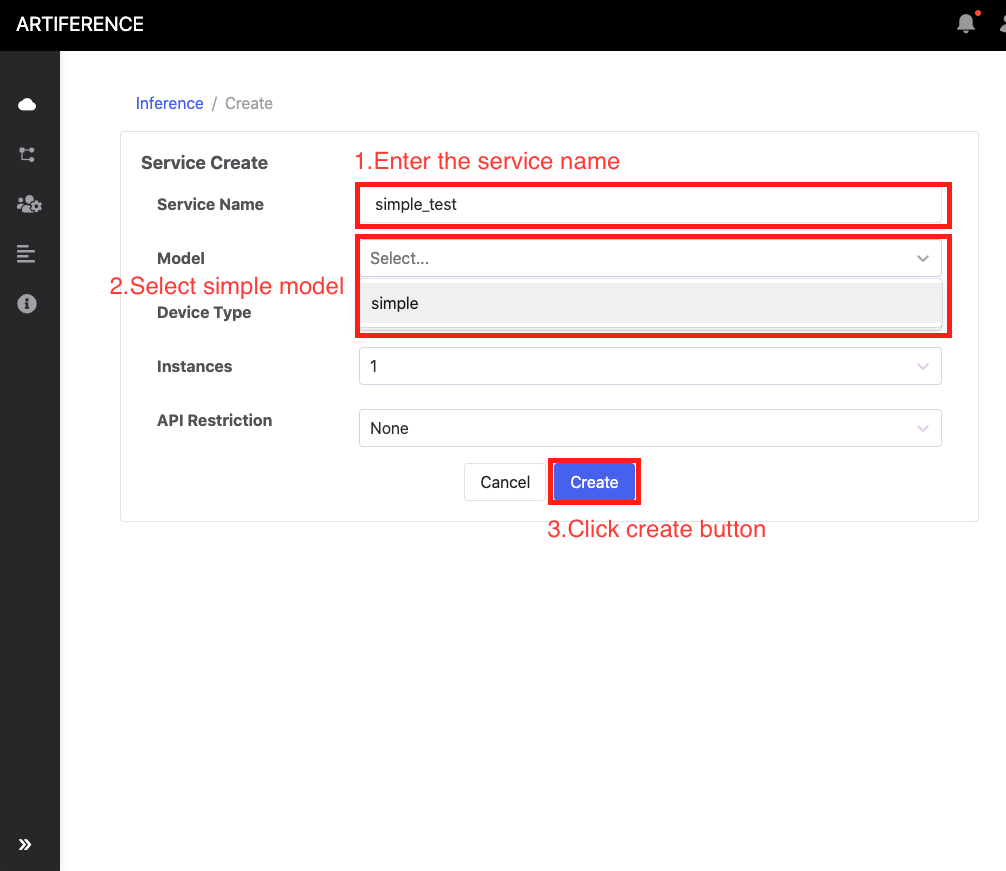 ARTIFERENCE
Inference / Create
Service Create
1.Enter the service name
Service Name
simple_test
Model
Select...
2.Select simple model
simple
Device Type
Instances
1
API Restriction
None
Cancel
Create
3.Click create button